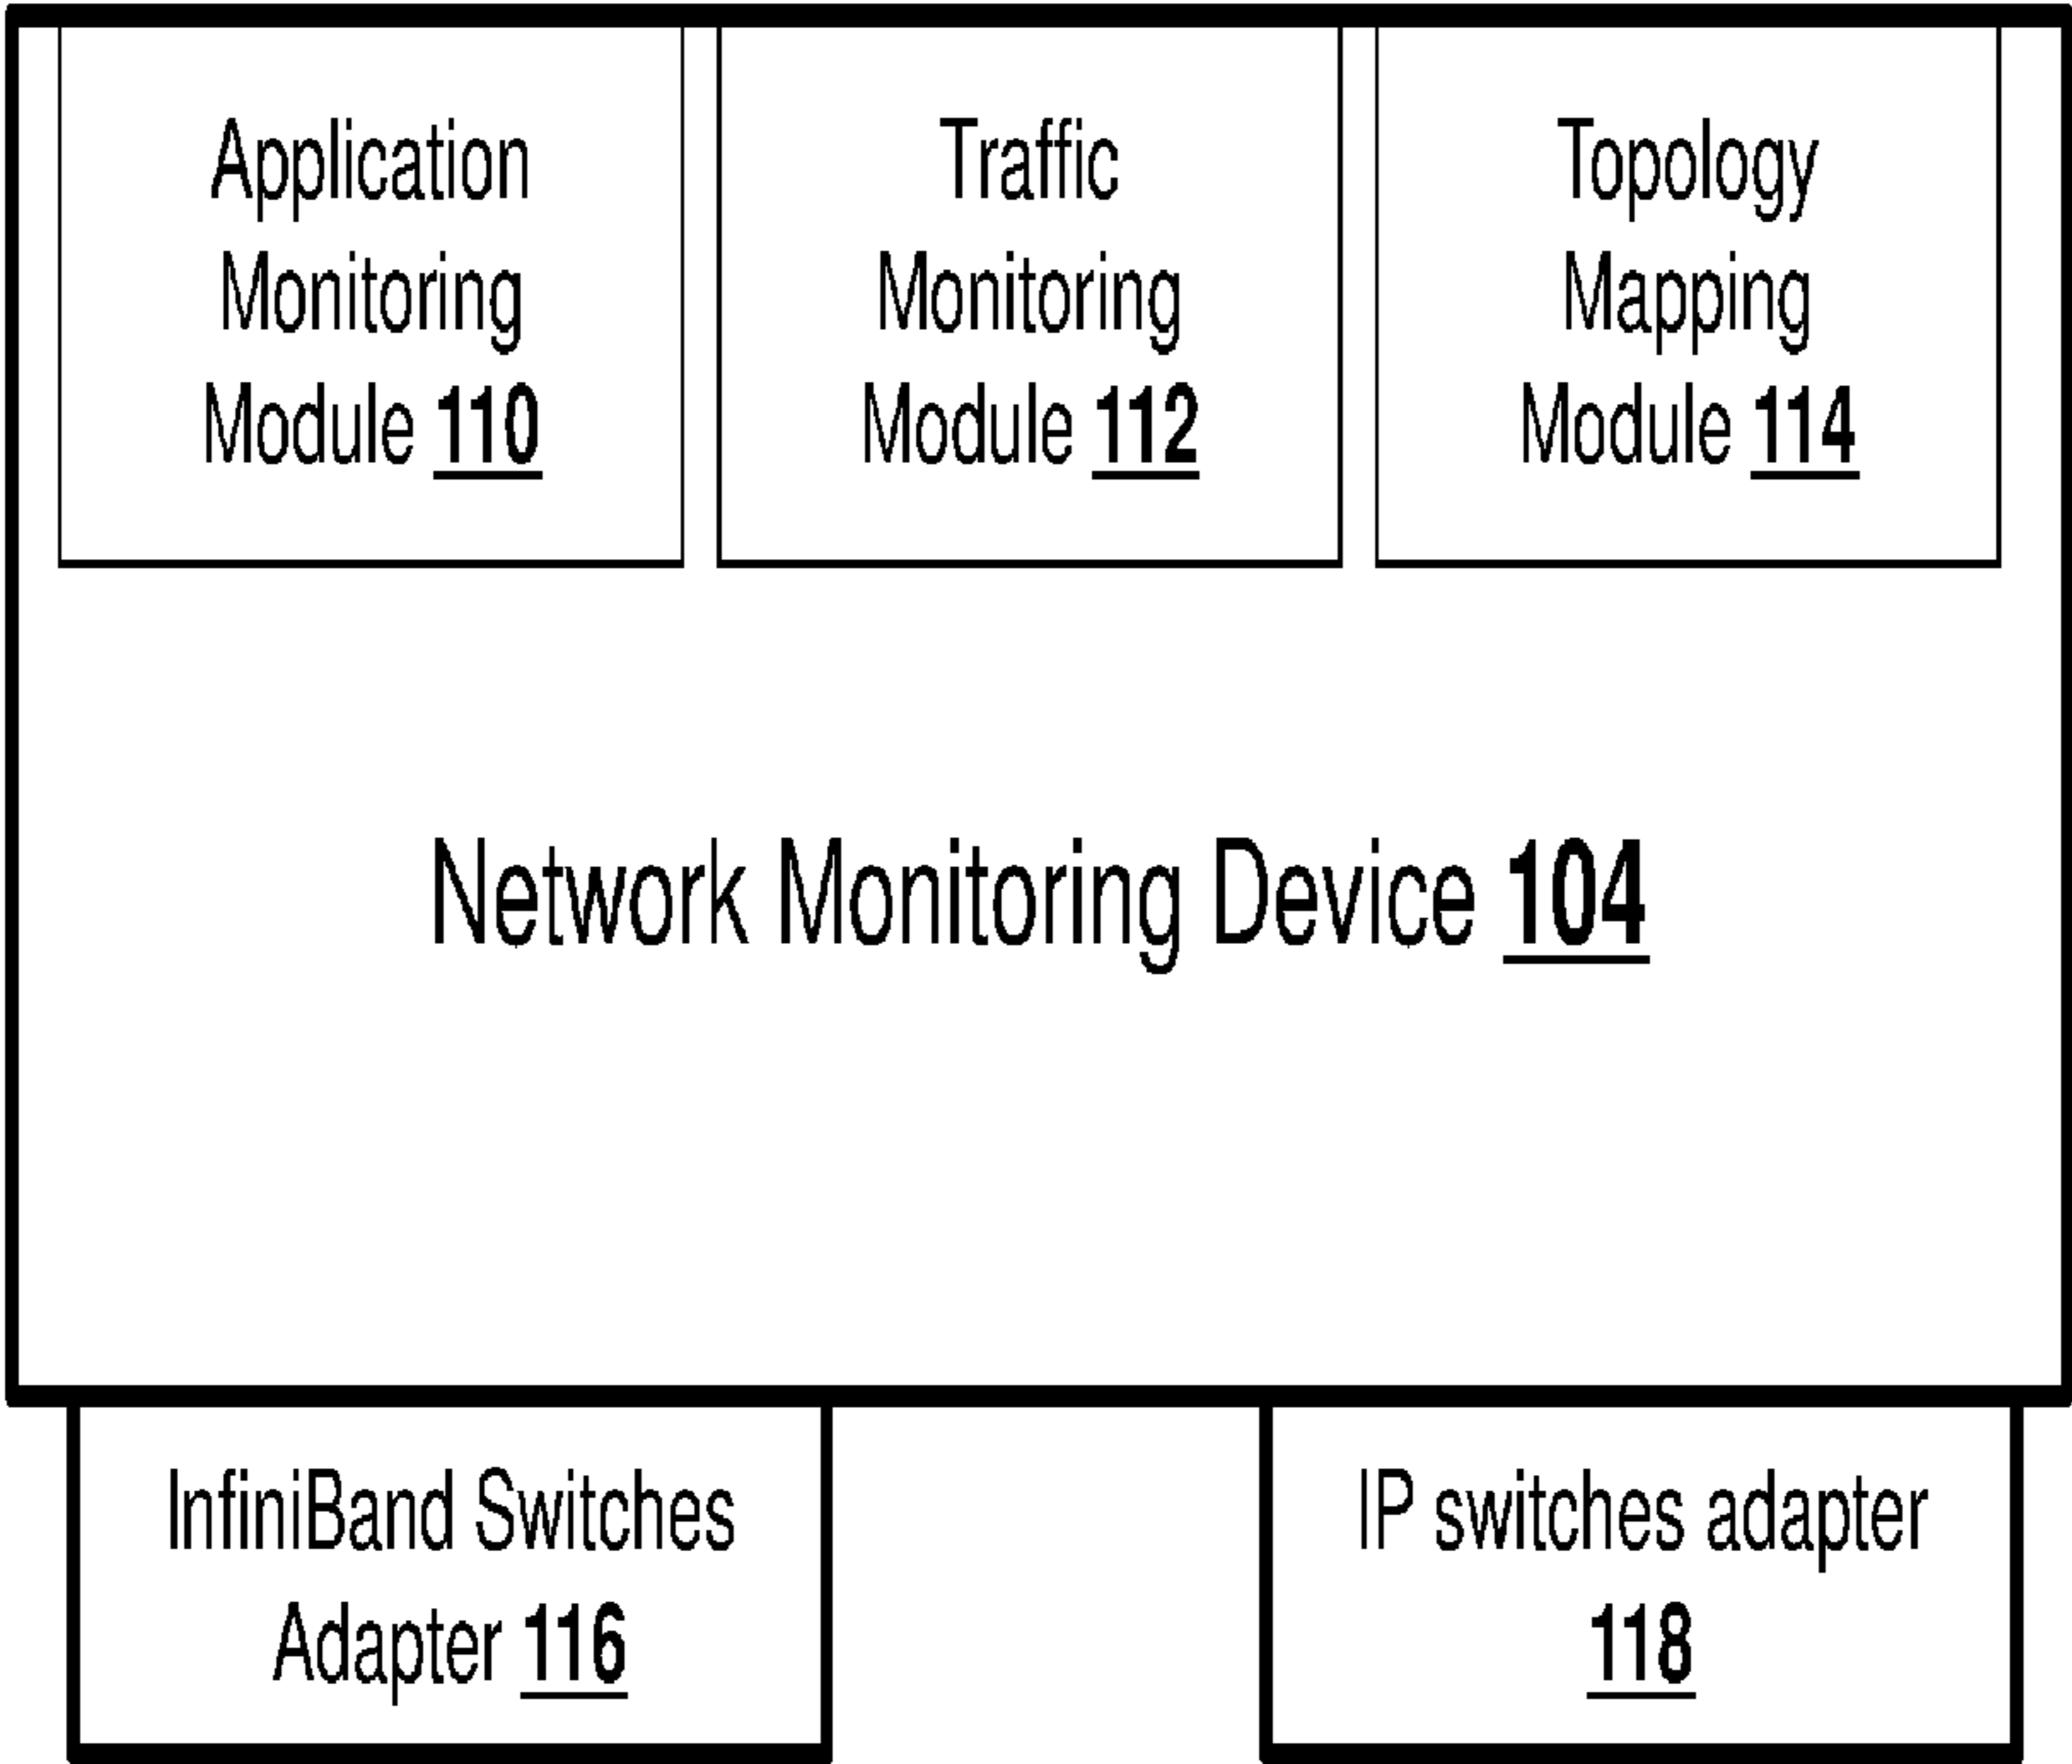 Application
Monitoring
Module 110
Traffic
Monitoring
Module 112
Topology
Mapping
Module 114
Network Monitoring Device 104
InfiniBand Switches
Adapter 116
IP switches adapter
118